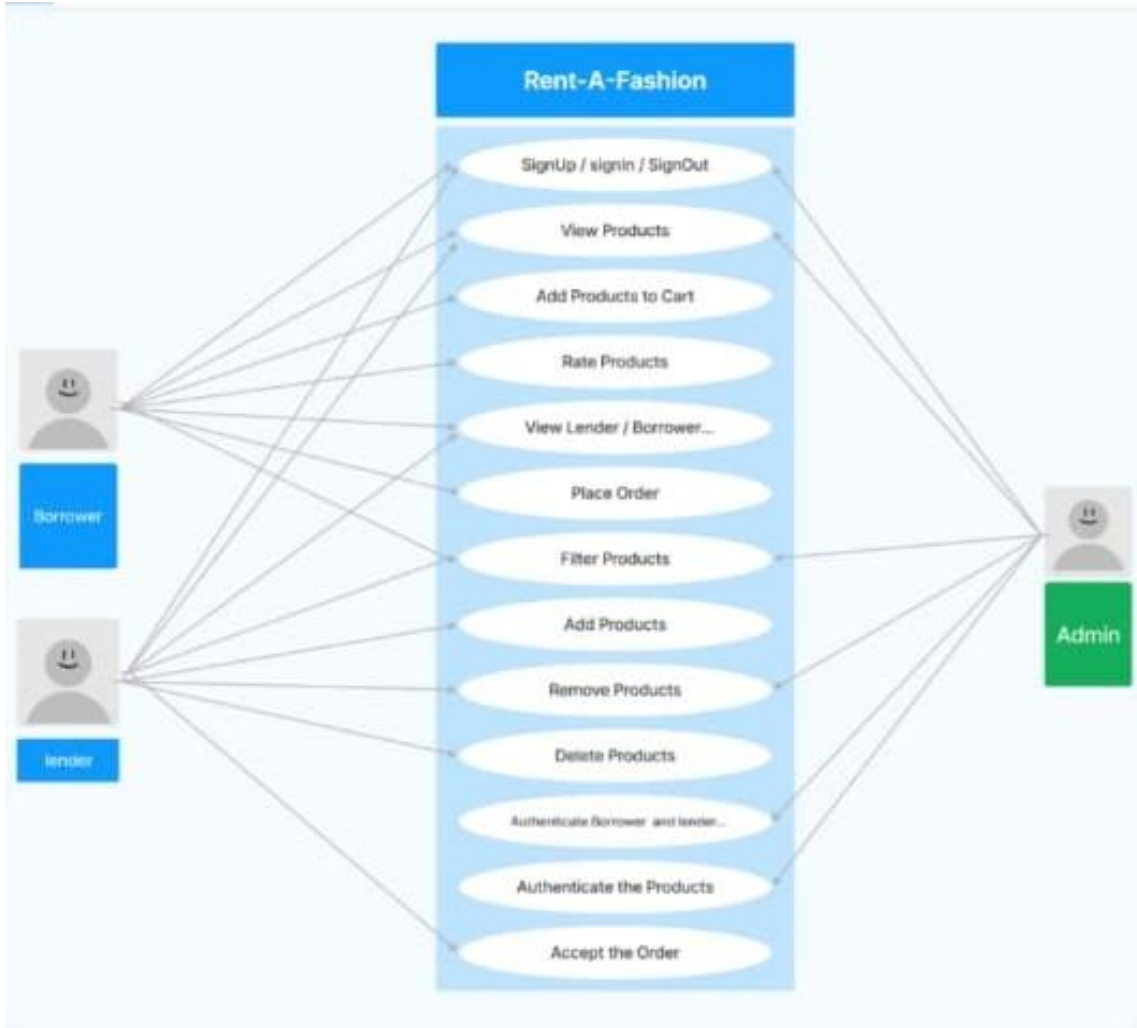 Rent-A-Fashion
SignUp / signin / SignOut
View Products
Add Products to Cart
Rate Products
View Lender / Borrower...
Place Order
Filter Products
Add Products
Remove Products
Delete Products
Authenticate Borrower and lender...
Authenticate the Products
Accept the Order
Borrower
lender
Admin